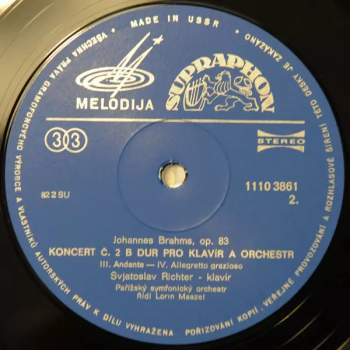 MADE IN USSR
VŠECHNA PRÁVA GRAMOFONOVÉHO VÝROBCE A VLASTNÍKŮ AUTORSKÝCH PRÁV K DÍLU VYHRAŽENA
POŘIZOVÁNÍ KOPIÍ, VEŘEJNÉ PROVOZOVÁNÍ A ROZHLASOVÉ ŠÍŘENÍ TÉTO DESKY JE ZAKÁZÁNO
MELODIJA
SUPRAPHON
33
STEREO
82 2 SU
1110 3861
2.
Johannes Brahms, op. 83
KONCERT Č. 2 B DUR PRO KLAVÍR A ORCHESTR
III. Andante — IV. Allegretto grazioso
Svjatoslav Richter - klavír
Pařížský symfonický orchestr
Řídí Lorin Maazel